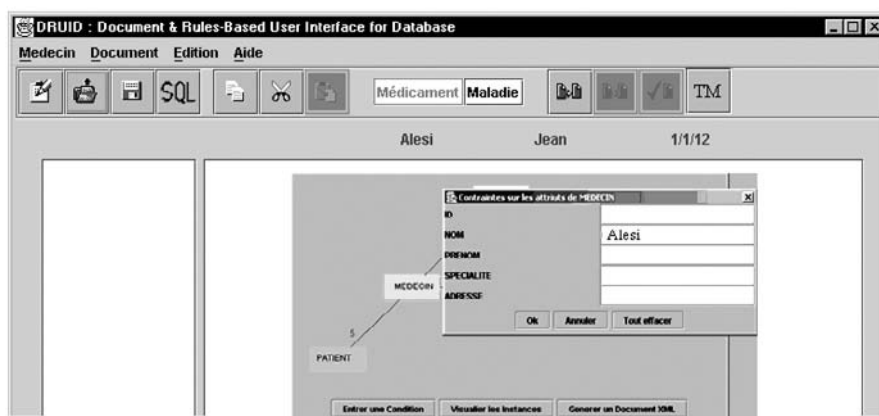 DRUID : Document & Rules-Based User Interface for Database
Medecin Document Edition Aide
SQL Médicament Maladie TM
Alesi Jean 1/1/12
Contraintes sur les attriuts de MEDECIN
ID
NOM Alesi
PRENOM
SPECIALITE
ADRESSE
MEDECIN
Ok Annuler Tout effacer
5
PATIENT
Entrer une Condition Visualier les Instances Generer un Document XML